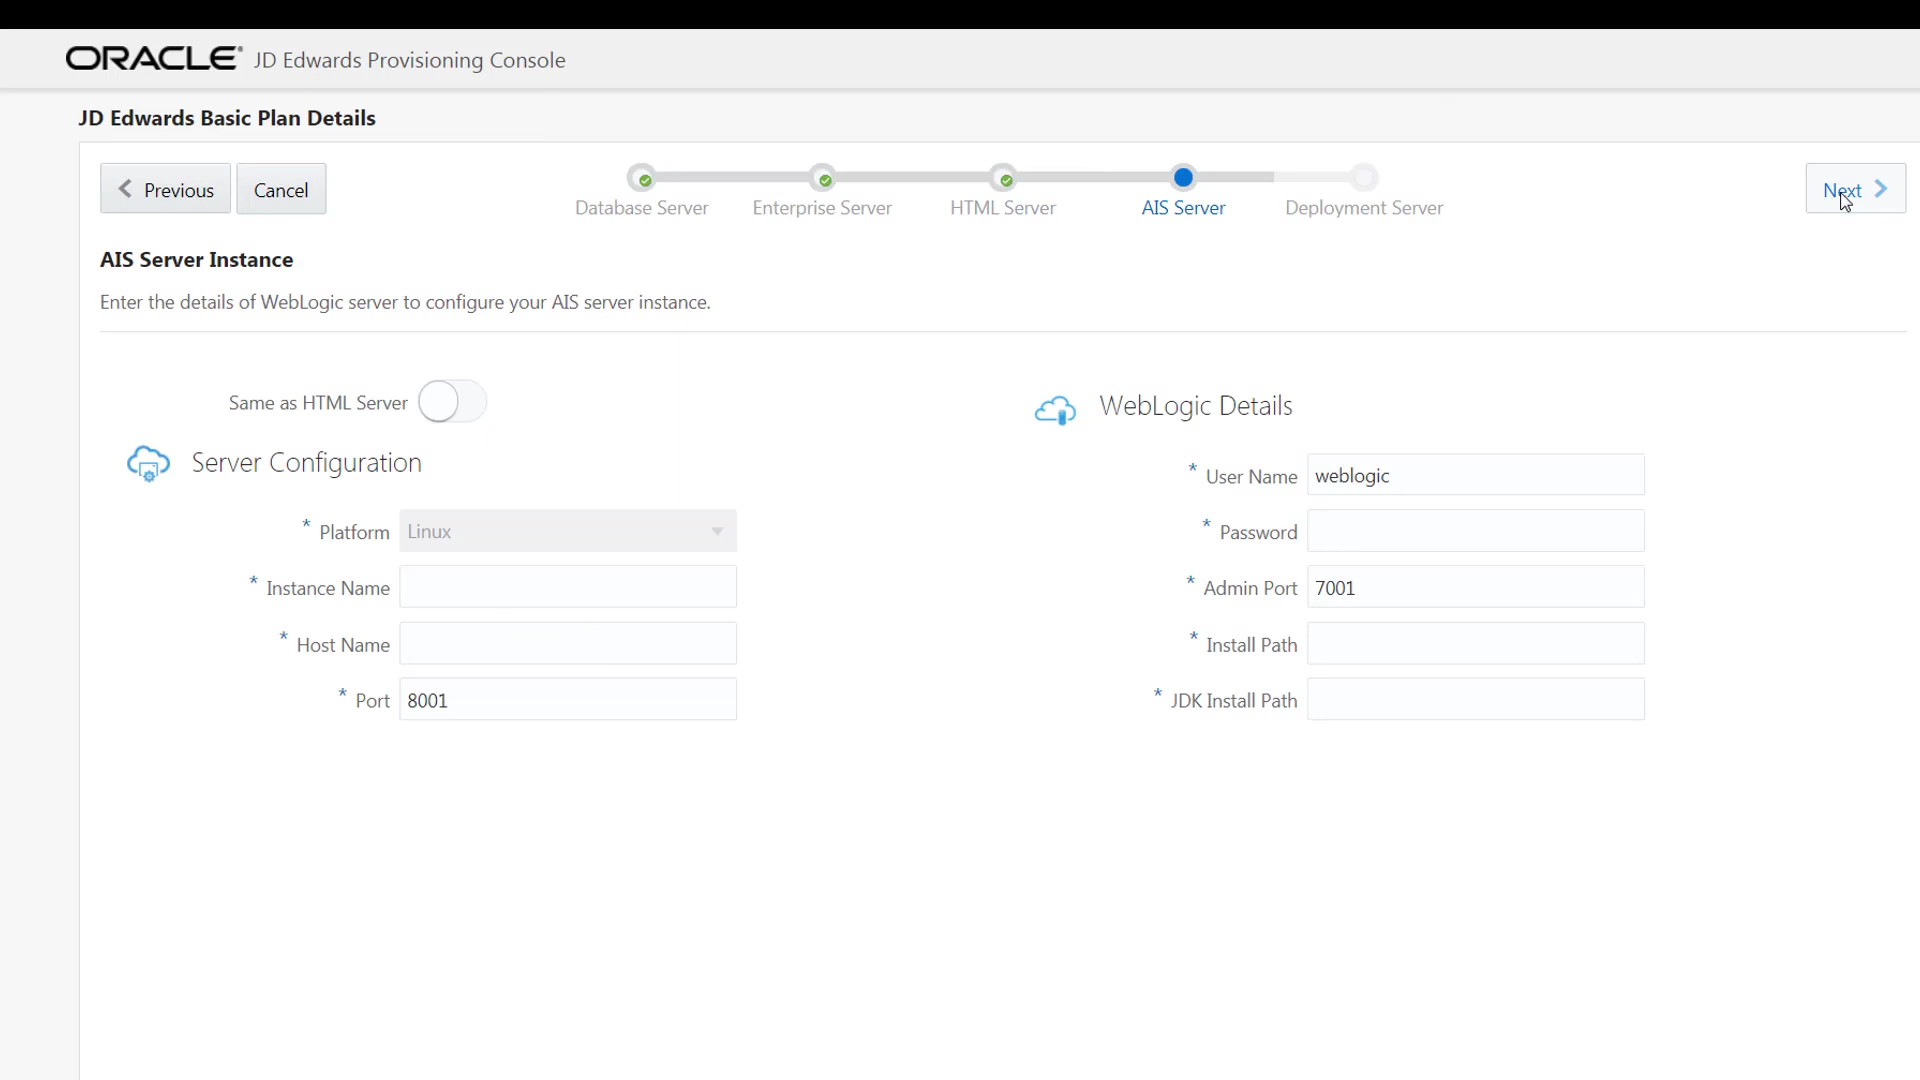 ORACLE® JD Edwards Provisioning Console
JD Edwards Basic Plan Details
Previous
Cancel
Database Server
Enterprise Server
HTML Server
AIS Server
Deployment Server
Next
AIS Server Instance
Enter the details of WebLogic server to configure your AIS server instance.
Same as HTML Server
Server Configuration
* Platform Linux
* Instance Name
* Host Name
* Port 8001
WebLogic Details
* User Name weblogic
* Password
* Admin Port 7001
* Install Path
* JDK Install Path